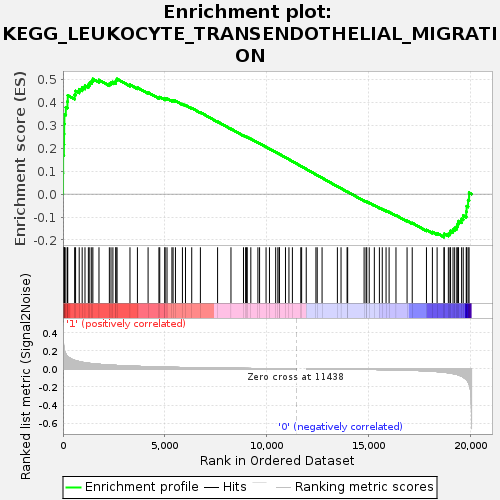 Enrichment plot:
KEGG_LEUKOCYTE_TRANSENDOTHELIAL_MIGRATI
ON
Enrichment score (ES)
0.5
0.4
0.3
0.2
0.1
0.0
-0.1
-0.2
'1' (positively correlated)
Ranked list metric (Signal2Noise)
0.4
0.2
0.0
-0.2
-0.4
-0.6
Zero cross at 11438
'0' (negatively correlated)
0
5,000
10,000
15,000
20,000
Rank in Ordered Dataset
Enrichment profile
Hits
Ranking metric scores